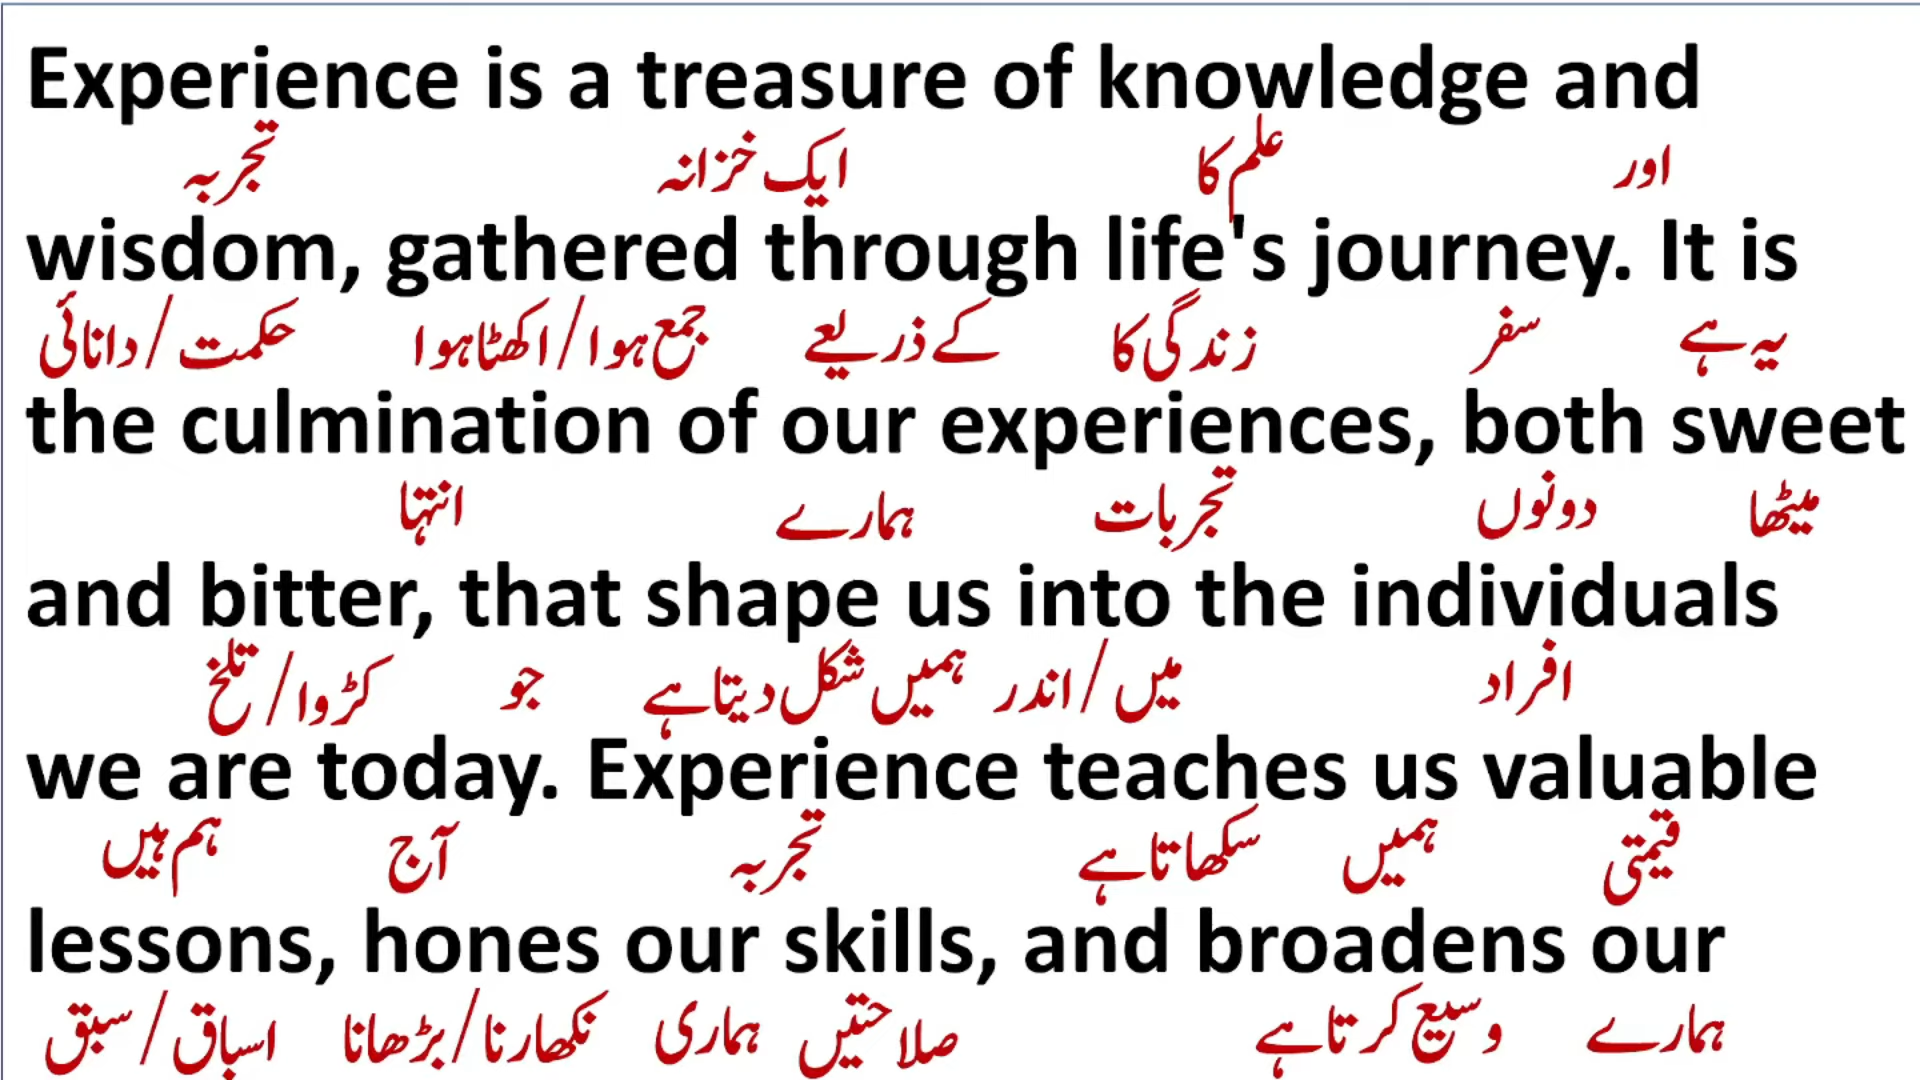 Experience is a treasure of knowledge and
تجربہ ایک خزانہ علم کا اور
wisdom, gathered through life's journey. It is
حکمت/دانائی جمع ہوا/اکھٹا ہوا کے ذریعے زندگی کا سفر یہ ہے
the culmination of our experiences, both sweet
انتہا ہمارے تجربات دونوں میٹھا
and bitter, that shape us into the individuals
کڑوا/تلخ جو ہمیں شکل دیتا ہے میں/اندر افراد
we are today. Experience teaches us valuable
ہم ہیں آج تجربہ سکھاتا ہے ہمیں قیمتی
lessons, hones our skills, and broadens our
اسباق/سبق نکھارنا/بڑھانا ہماری صلاحتیں وسیع کرتا ہے ہمارے